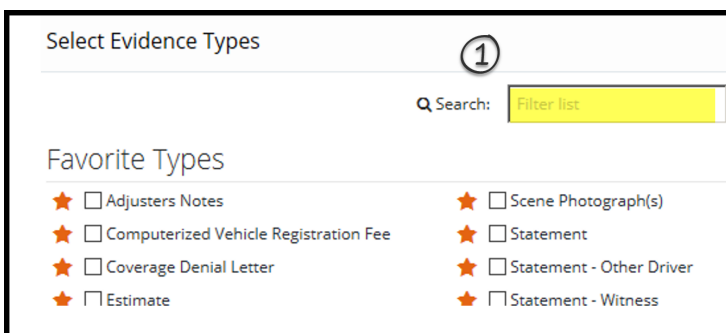 Select Evidence Types
1
Search: Filter list
Favorite Types
Adjusters Notes
Scene Photograph(s)
Computerized Vehicle Registration Fee
Statement
Coverage Denial Letter
Statement - Other Driver
Estimate
Statement - Witness